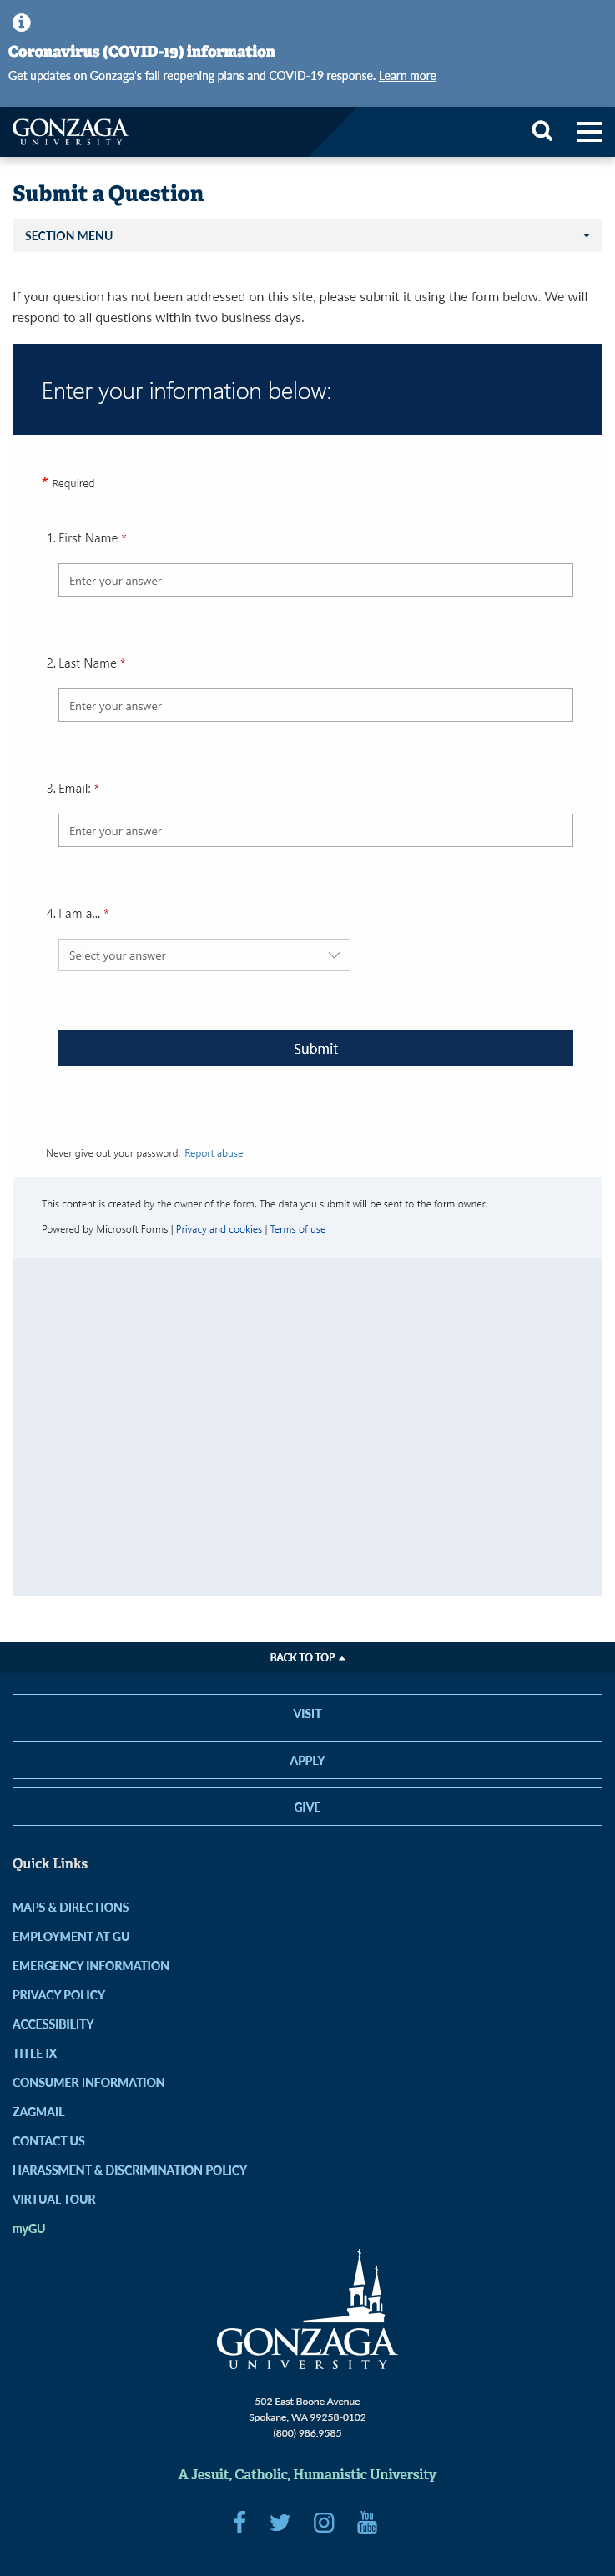 Coronavirus (COVID-19) information
Get updates on Gonzaga's fall reopening plans and COVID-19 response. Learn more
GONZAGA
UNIVERSITY
Submit a Question
SECTION MENU
If your question has not been addressed on this site, please submit it using the form below. We will
respond to all questions within two business days.
Enter your information below:
* Required
1. First Name *
Enter your answer
2. Last Name *
Enter your answer
3. Email: *
Enter your answer
4. I am a... *
Select your answer
Submit
Never give out your password. Report abuse
This content is created by the owner of the form. The data you submit will be sent to the form owner.
Powered by Microsoft Forms | Privacy and cookies | Terms of use
BACK TO TOP
VISIT
APPLY
GIVE
Quick Links
MAPS & DIRECTIONS
EMPLOYMENT AT GU
EMERGENCY INFORMATION
PRIVACY POLICY
ACCESSIBILITY
TITLE IX
CONSUMER INFORMATION
ZAGMAIL
CONTACT US
HARASSMENT & DISCRIMINATION POLICY
VIRTUAL TOUR
myGU
GONZAGA
UNIVERSITY
502 East Boone Avenue
Spokane, WA 99258-0102
(800) 986.9585
A Jesuit, Catholic, Humanistic University
You
Tube